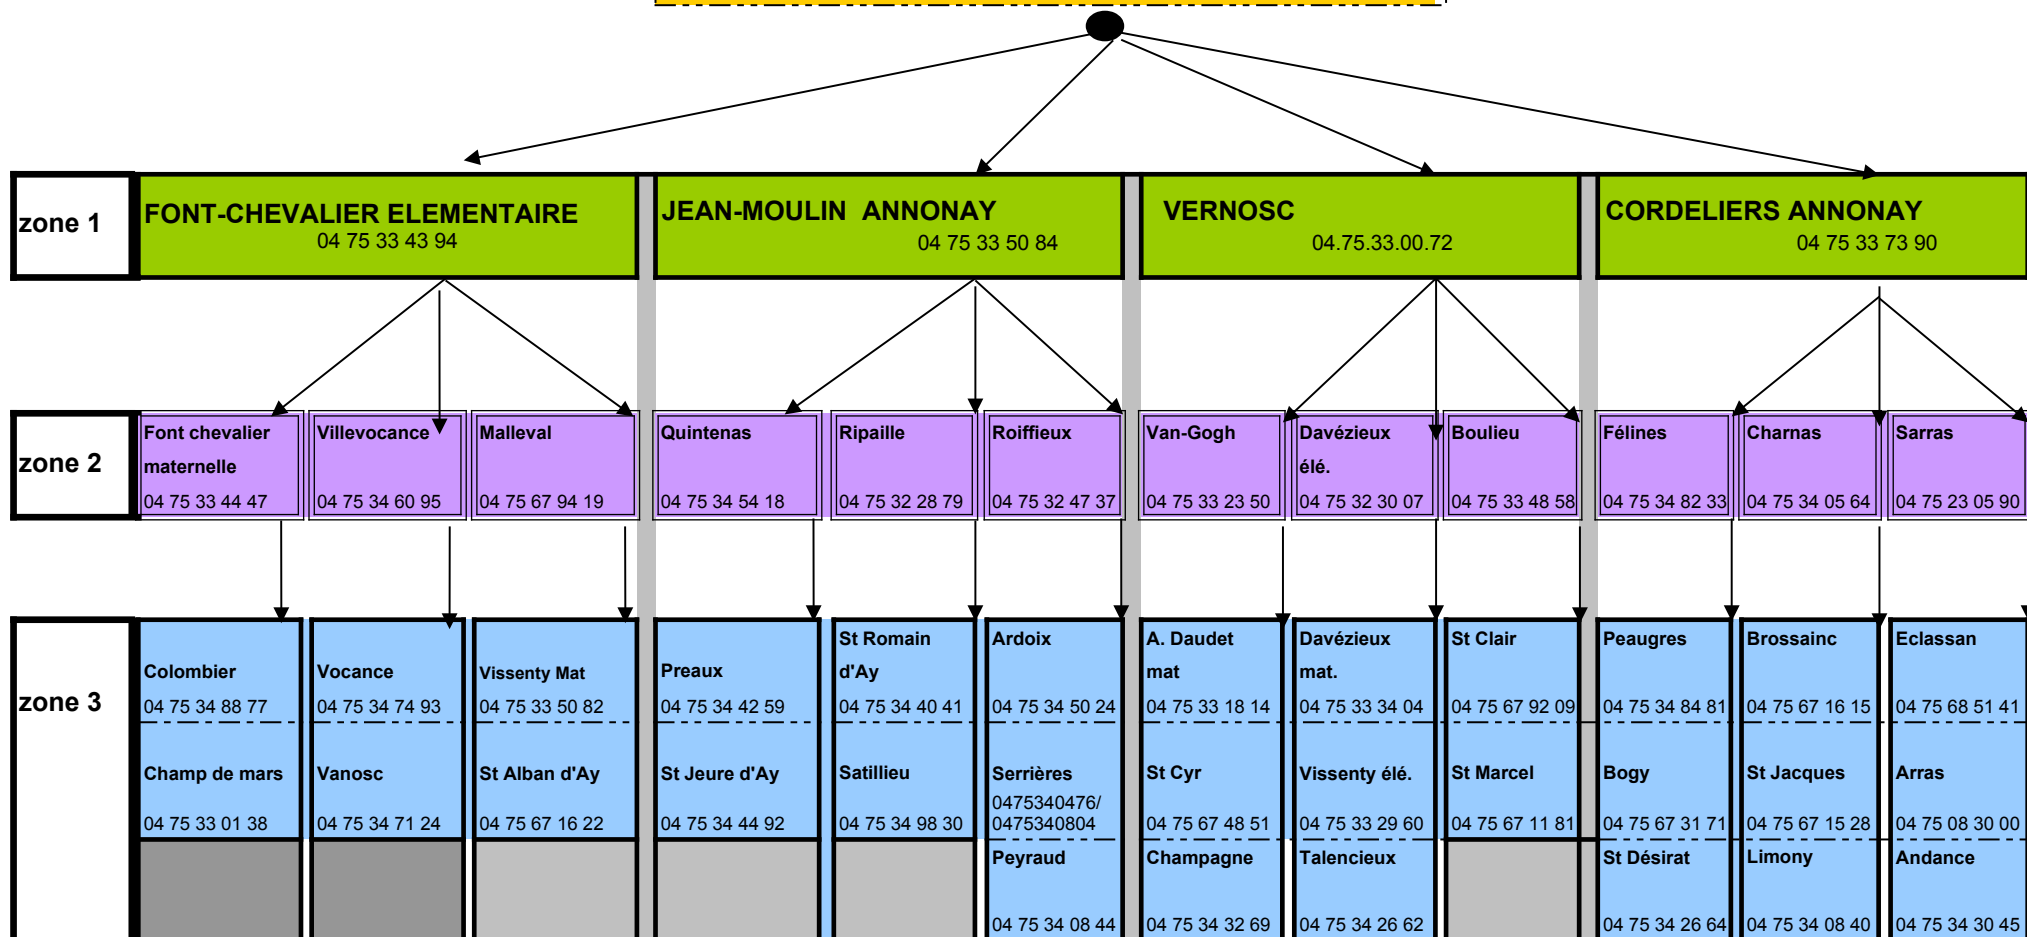 zone 1
FONT-CHEVALIER ELEMENTAIRE
04 75 33 43 94
JEAN-MOULIN ANNONAY
04 75 33 50 84
VERNOSC
04.75.33.00.72
CORDELIERS ANNONAY
04 75 33 73 90
zone 2
Font chevalier
maternelle
04 75 33 44 47
Villevocance
04 75 34 60 95
Malleval
04 75 67 94 19
Quintenas
04 75 34 54 18
Ripaille
04 75 32 28 79
Roiffieux
04 75 32 47 37
Van-Gogh
04 75 33 23 50
Davézieux
élé.
04 75 32 30 07
Boulieu
04 75 33 48 58
Félines
04 75 34 82 33
Charnas
04 75 34 05 64
Sarras
04 75 23 05 90
zone 3
Colombier
04 75 34 88 77
Champ de mars
04 75 33 01 38
Vocance
04 75 34 74 93
Vanosc
04 75 34 71 24
Vissenty Mat
04 75 33 50 82
St Alban d'Ay
04 75 67 16 22
Preaux
04 75 34 42 59
St Jeure d'Ay
04 75 34 44 92
St Romain
d'Ay
04 75 34 40 41
Satillieu
04 75 34 98 30
Ardoix
04 75 34 50 24
Serrières
0475340476/
0475340804
Peyraud
04 75 34 08 44
A. Daudet
mat
04 75 33 18 14
St Cyr
04 75 67 48 51
Champagne
04 75 34 32 69
Davézieux
mat.
04 75 33 34 04
Vissenty élé.
04 75 33 29 60
Talencieux
04 75 34 26 62
St Clair
04 75 67 92 09
St Marcel
04 75 67 11 81
Peaugres
04 75 34 84 81
Bogy
04 75 67 31 71
St Désirat
04 75 34 26 64
Brossainc
04 75 67 16 15
St Jacques
04 75 67 15 28
Limony
04 75 34 08 40
Eclassan
04 75 68 51 41
Arras
04 75 08 30 00
Andance
04 75 34 30 45